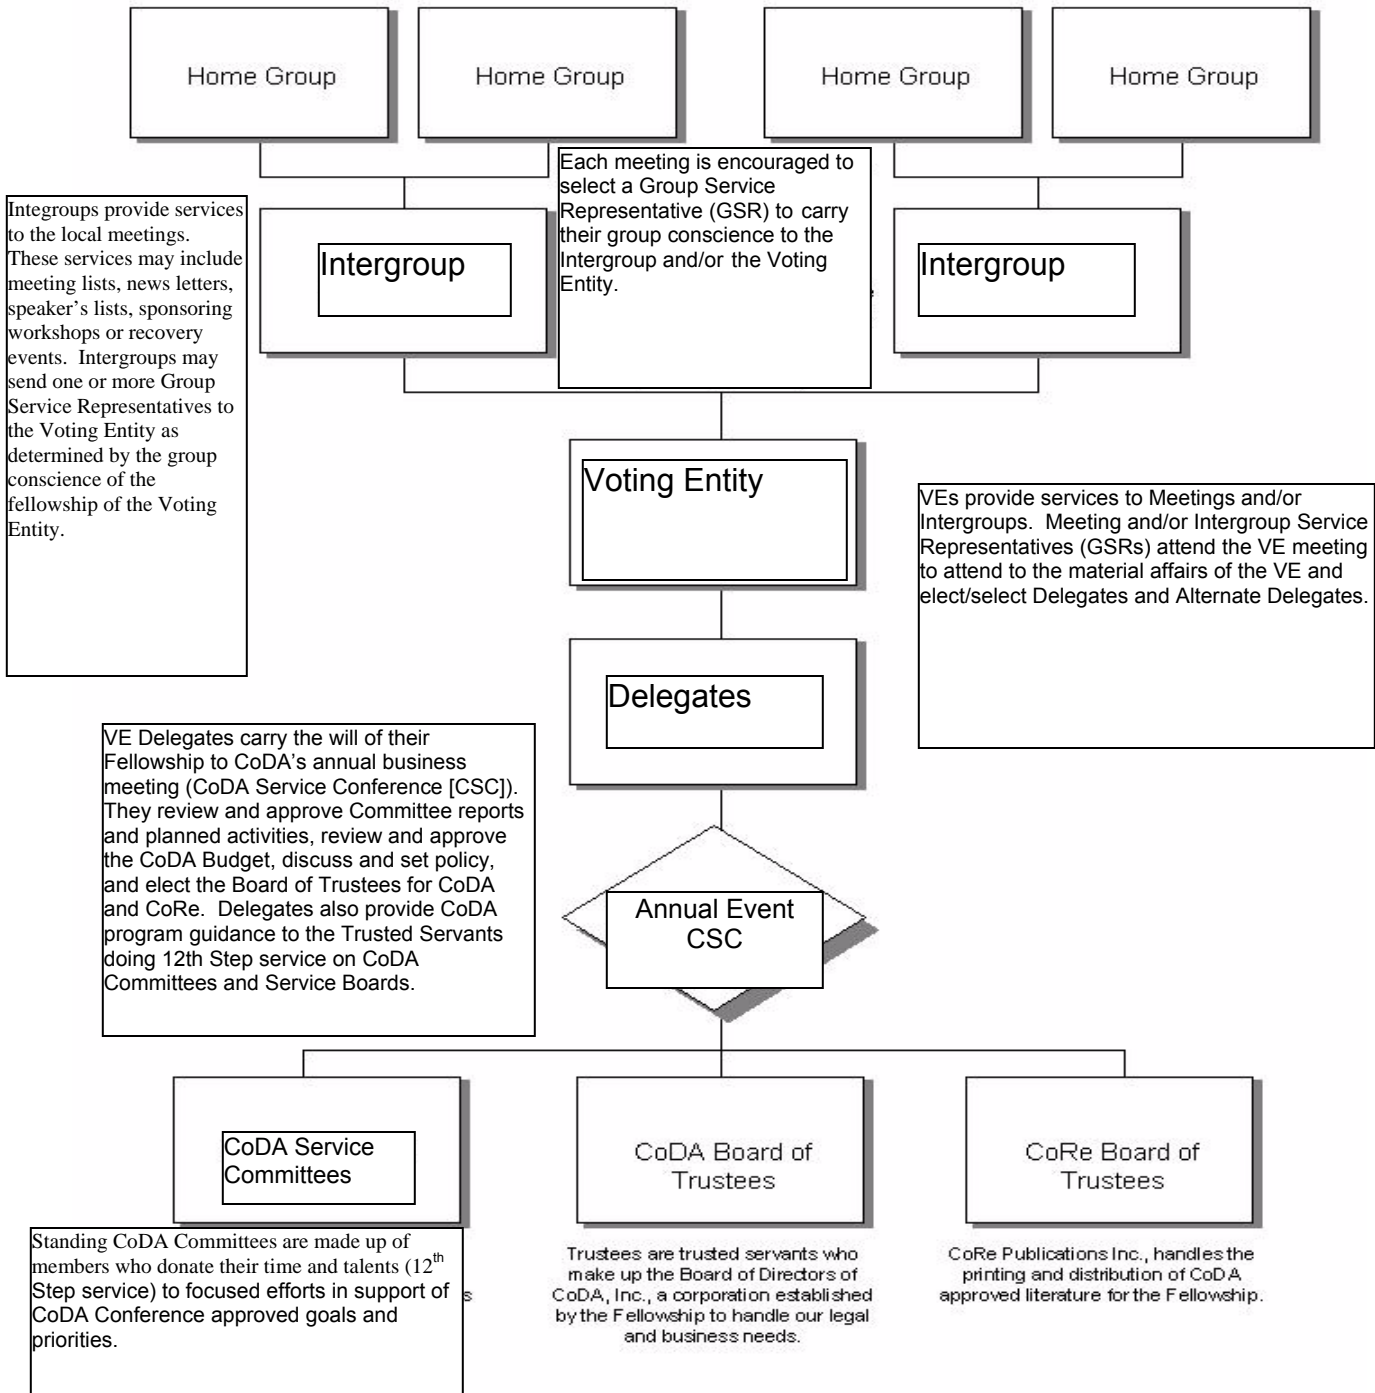 Home Group
Home Group
Home Group
Home Group
Each meeting is encouraged to
select a Group Service
Representative (GSR) to carry
their group conscience to the
Intergroup and/or the Voting
Entity.
Integroups provide services
to the local meetings.
These services may include
meeting lists, news letters,
speaker’s lists, sponsoring
workshops or recovery
events.  Intergroups may
send one or more Group
Service Representatives to
the Voting Entity as
determined by the group
conscience of the
fellowship of the Voting
Entity.
Intergroup
Intergroup
Voting Entity
VEs provide services to Meetings and/or
Intergroups.  Meeting and/or Intergroup Service
Representatives (GSRs) attend the VE meeting
to attend to the material affairs of the VE and
elect/select Delegates and Alternate Delegates.
Delegates
VE Delegates carry the will of their
Fellowship to CoDA’s annual business
meeting (CoDA Service Conference [CSC]).
They review and approve Committee reports
and planned activities, review and approve
the CoDA Budget, discuss and set policy,
and elect the Board of Trustees for CoDA
and CoRe.  Delegates also provide CoDA
program guidance to the Trusted Servants
doing 12th Step service on CoDA
Committees and Service Boards.
Annual Event
CSC
CoDA Service
Committees
CoDA Board of
Trustees
CoRe Board of
Trustees
Standing CoDA Committees are made up of
members who donate their time and talents (12th
Step service) to focused efforts in support of
CoDA Conference approved goals and
priorities.
Trustees are trusted servants who
make up the Board of Directors of
CoDA, Inc., a corporation established
by the Fellowship to handle our legal
and business needs.
CoRe Publications Inc., handles the
printing and distribution of CoDA
approved literature for the Fellowship.